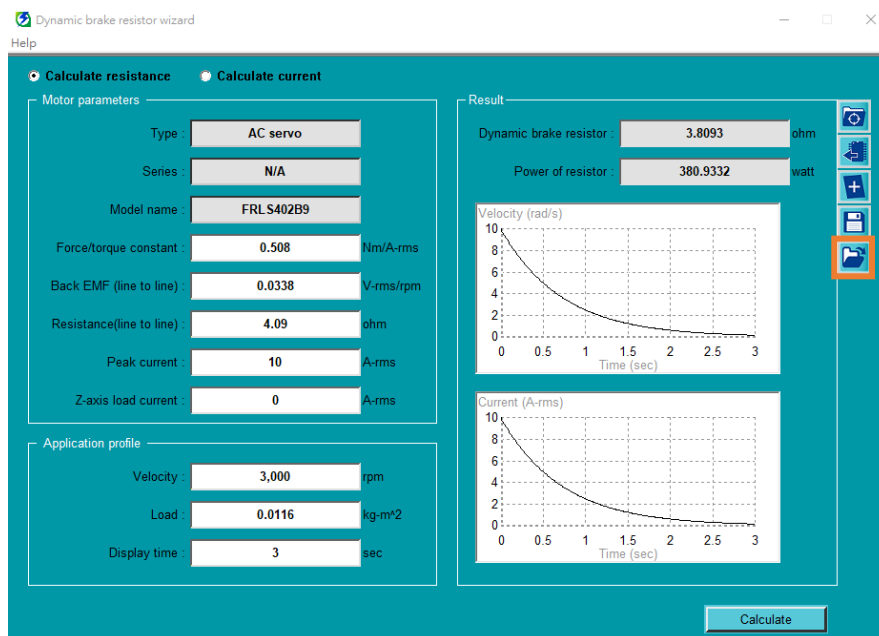 Dynamic brake resistor wizard
Help
Calculate resistance Calculate current
Motor parameters
Type : AC servo
Series : N/A
Model name : FRLS402B9
Force/torque constant : 0.508 Nm/A-rms
Back EMF (line to line) : 0.0338 V-rms/rpm
Resistance(line to line) : 4.09 ohm
Peak current : 10 A-rms
Z-axis load current : 0 A-rms
Application profile
Velocity : 3,000 rpm
Load : 0.0116 kg-m^2
Display time : 3 sec
Result
Dynamic brake resistor : 3.8093 ohm
Power of resistor : 380.9332 watt
Velocity (rad/s)
10
8
6
4
2
0
0 0.5 1 1.5 2 2.5 3
Time (sec)
Current (A-rms)
10
8
6
4
2
0
0 0.5 1 1.5 2 2.5 3
Time (sec)
Calculate